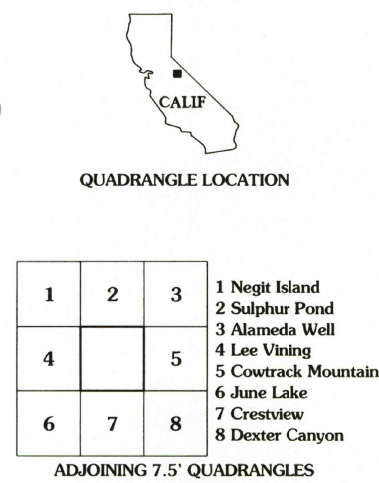 CALIF
QUADRANGLE LOCATION
1 2 3
4 5
6 7 8
1 Negit Island
2 Sulphur Pond
3 Alameda Well
4 Lee Vining
5 Cowtrack Mountain
6 June Lake
7 Crestview
8 Dexter Canyon
ADJOINING 7.5' QUADRANGLES